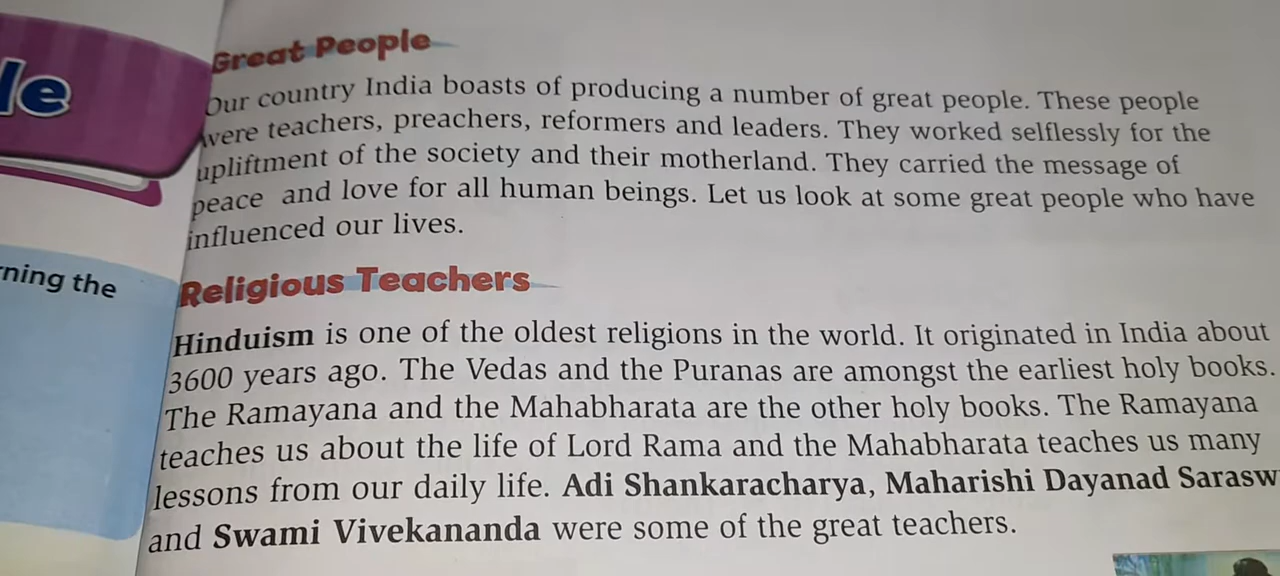 le
rning the
Great People
Our country India boasts of producing a number of great people. These people
were teachers, preachers, reformers and leaders. They worked selflessly for the
upliftment of the society and their motherland. They carried the message of
peace and love for all human beings. Let us look at some great people who have
influenced our lives.
Religious Teachers
Hinduism is one of the oldest religions in the world. It originated in India about
3600 years ago. The Vedas and the Puranas are amongst the earliest holy books.
The Ramayana and the Mahabharata are the other holy books. The Ramayana
teaches us about the life of Lord Rama and the Mahabharata teaches us many
lessons from our daily life. Adi Shankaracharya, Maharishi Dayanad Sarasw
and Swami Vivekananda were some of the great teachers.